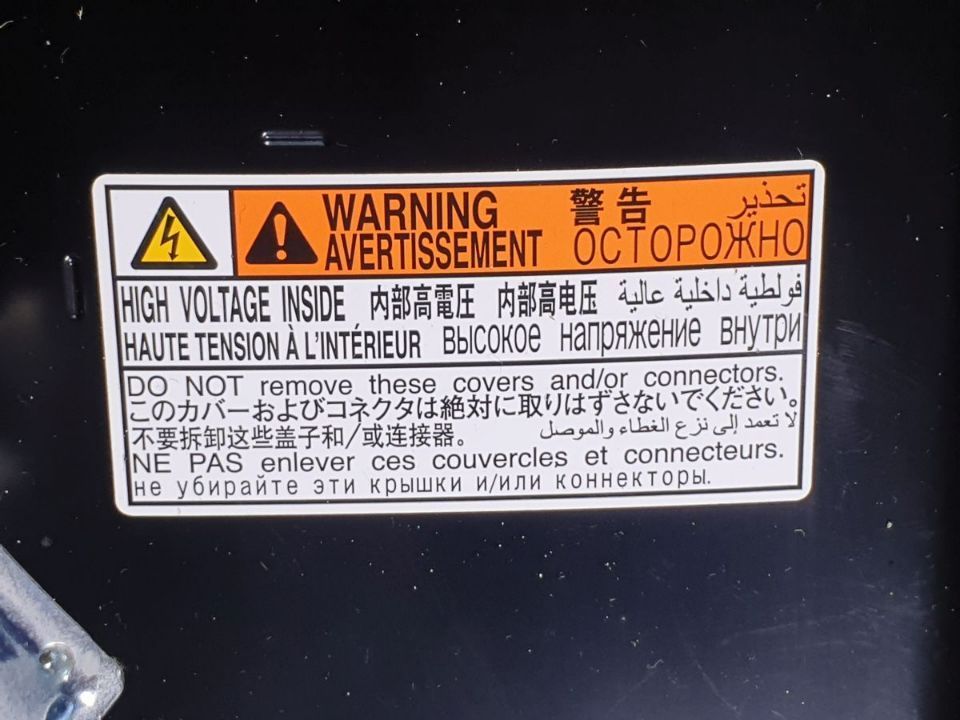 WARNING 警告 تحذير
AVERTISSEMENT ОСТОРОЖНО
HIGH VOLTAGE INSIDE 内部高電圧 内部高电压 فولطية داخلية عالية
HAUTE TENSION À L'INTÉRIEUR высокое напряжение внутри
DO NOT remove these covers and/or connectors.
このカバーおよびコネクタは絶対に取りはずさないでください。
不要拆卸这些盖子和/或连接器。 لا تعمد إلى نزع الغطاء والموصل
NE PAS enlever ces couvercles et connecteurs.
не убирайте эти крышки и/или коннекторы.